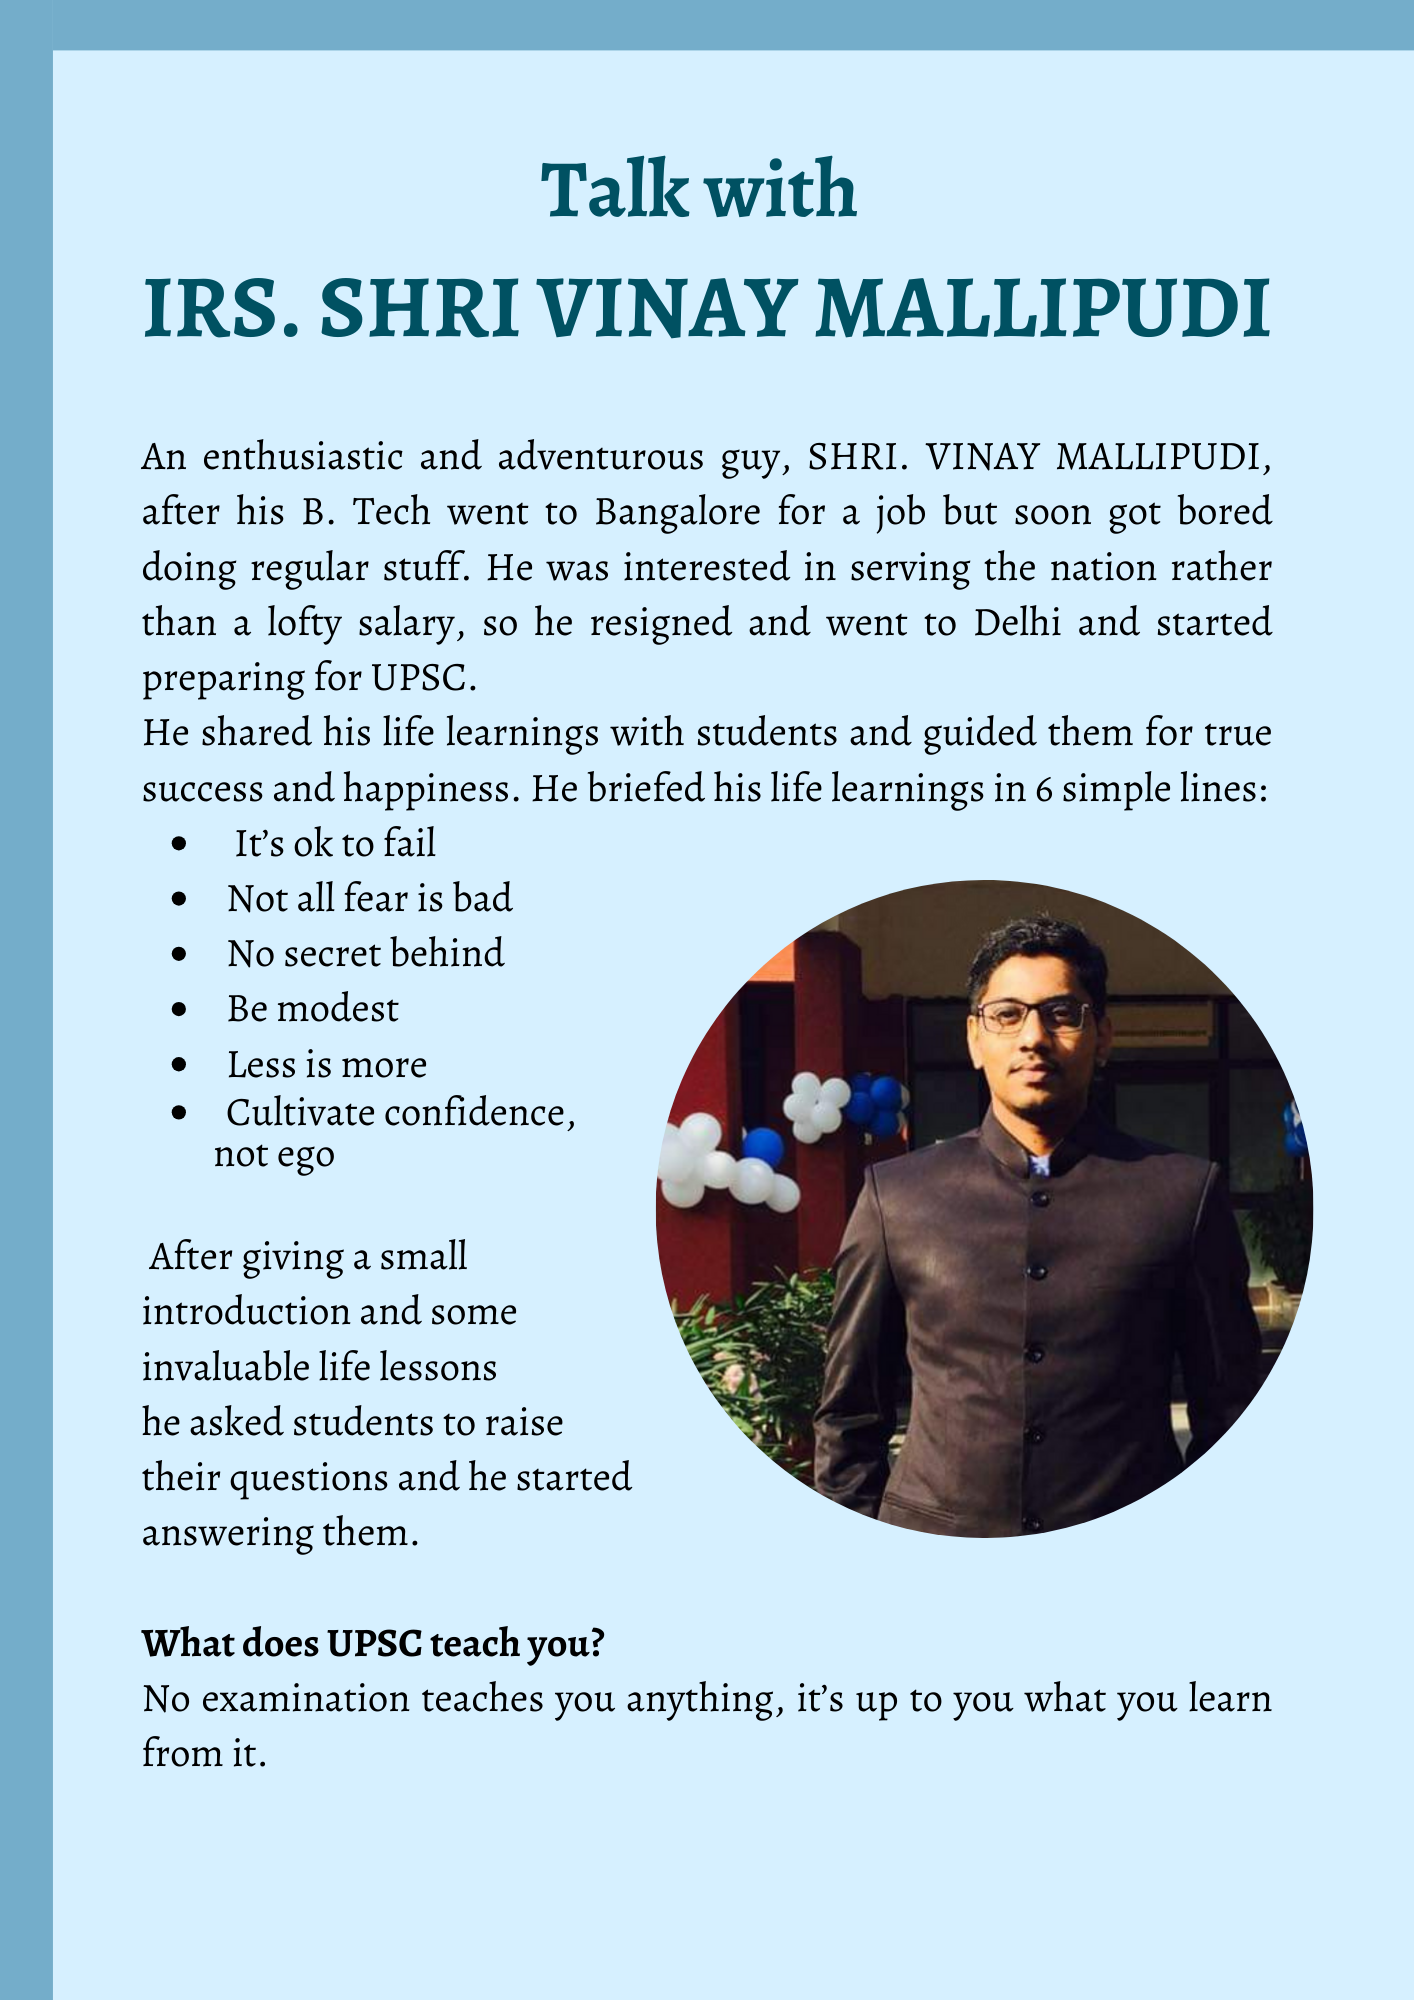 Talk with
IRS. SHRI VINAY MALLIPUDI
An enthusiastic and adventurous guy, SHRI. VINAY MALLIPUDI,
after his B. Tech went to Bangalore for a job but soon got bored
doing regular stuff. He was interested in serving the nation rather
than a lofty salary, so he resigned and went to Delhi and started
preparing for UPSC.
He shared his life learnings with students and guided them for true
success and happiness. He briefed his life learnings in 6 simple lines:
• It’s ok to fail
• Not all fear is bad
• No secret behind
• Be modest
• Less is more
• Cultivate confidence,
not ego
After giving a small
introduction and some
invaluable life lessons
he asked students to raise
their questions and he started
answering them.
What does UPSC teach you?
No examination teaches you anything, it’s up to you what you learn
from it.